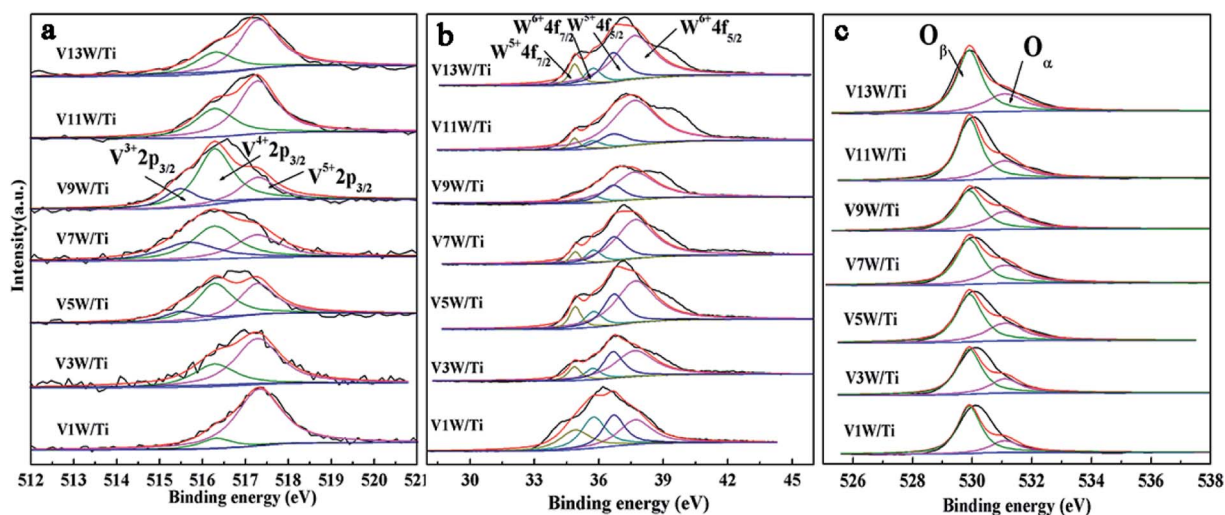 a
V13W/Ti
V11W/Ti
V³⁺2p₃/₂
V⁴⁺2p₃/₂
V⁵⁺2p₃/₂
V9W/Ti
V7W/Ti
V5W/Ti
V3W/Ti
V1W/Ti
Intensity(a.u.)
512 513 514 515 516 517 518 519 520 521
Binding energy (eV)
b
W⁶⁺4f₇/₂
W⁵⁺4f₅/₂
W⁶⁺4f₅/₂
W⁵⁺4f₇/₂
V13W/Ti
V11W/Ti
V9W/Ti
V7W/Ti
V5W/Ti
V3W/Ti
V1W/Ti
30 33 36 39 42 45
Binding energy (eV)
c
Oβ
Oα
V13W/Ti
V11W/Ti
V9W/Ti
V7W/Ti
V5W/Ti
V3W/Ti
V1W/Ti
526 528 530 532 534 536 538
Binding energy (eV)